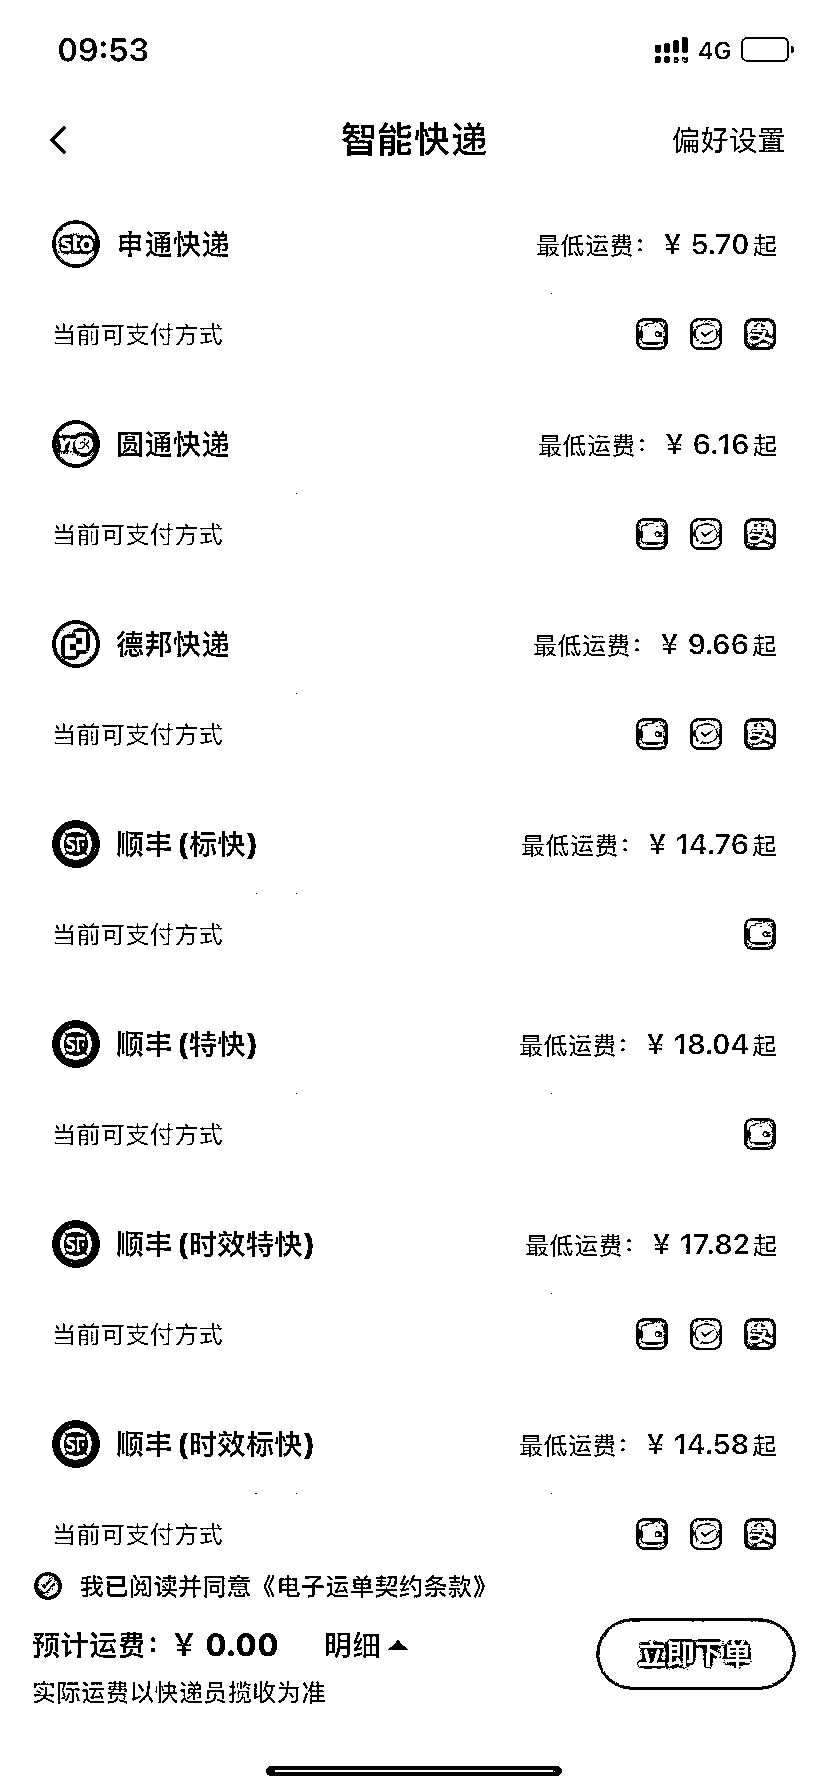 09:53 4G
智能快递 偏好设置
sto 申通快递 最低运费： ¥ 5.70起
当前可支付方式
圆通快递 最低运费： ¥ 6.16起
当前可支付方式
德邦快递 最低运费： ¥ 9.66起
当前可支付方式
SF 顺丰 (标快) 最低运费： ¥ 14.76起
当前可支付方式
SF 顺丰 (特快) 最低运费： ¥ 18.04起
当前可支付方式
SF 顺丰 (时效特快) 最低运费： ¥ 17.82起
当前可支付方式
SF 顺丰 (时效标快) 最低运费： ¥ 14.58起
当前可支付方式
我已阅读并同意《电子运单契约条款》
预计运费：¥ 0.00 明细 立即下单
实际运费以快递员揽收为准